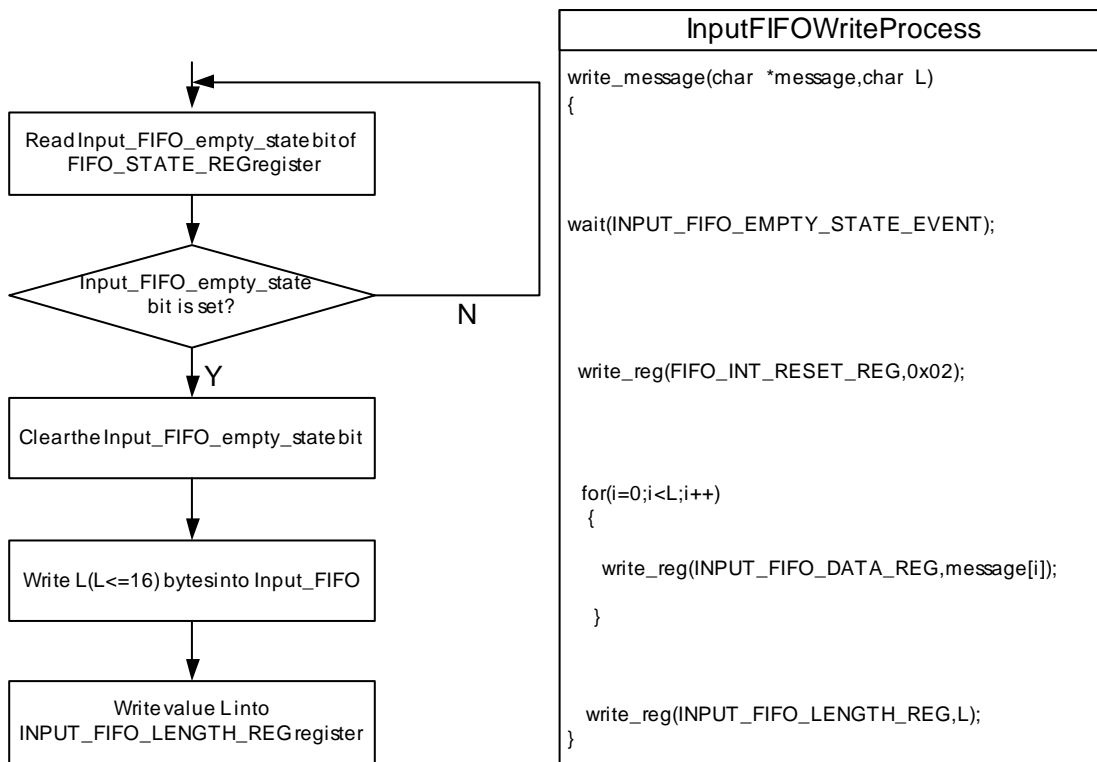 Read Input_FIFO_empty_state bit of
FIFO_STATE_REG register
Input_FIFO_empty_state
bit is set?
N
Y
Clear the Input_FIFO_empty_state bit
Write L(L<=16) bytes into Input_FIFO
Write value L into
INPUT_FIFO_LENGTH_REG register
InputFIFOWriteProcess
write_message(char *message,char L)
{
wait(INPUT_FIFO_EMPTY_STATE_EVENT);
write_reg(FIFO_INT_RESET_REG,0x02);
for(i=0;i<L;i++)
{
write_reg(INPUT_FIFO_DATA_REG,message[i]);
}
write_reg(INPUT_FIFO_LENGTH_REG,L);
}